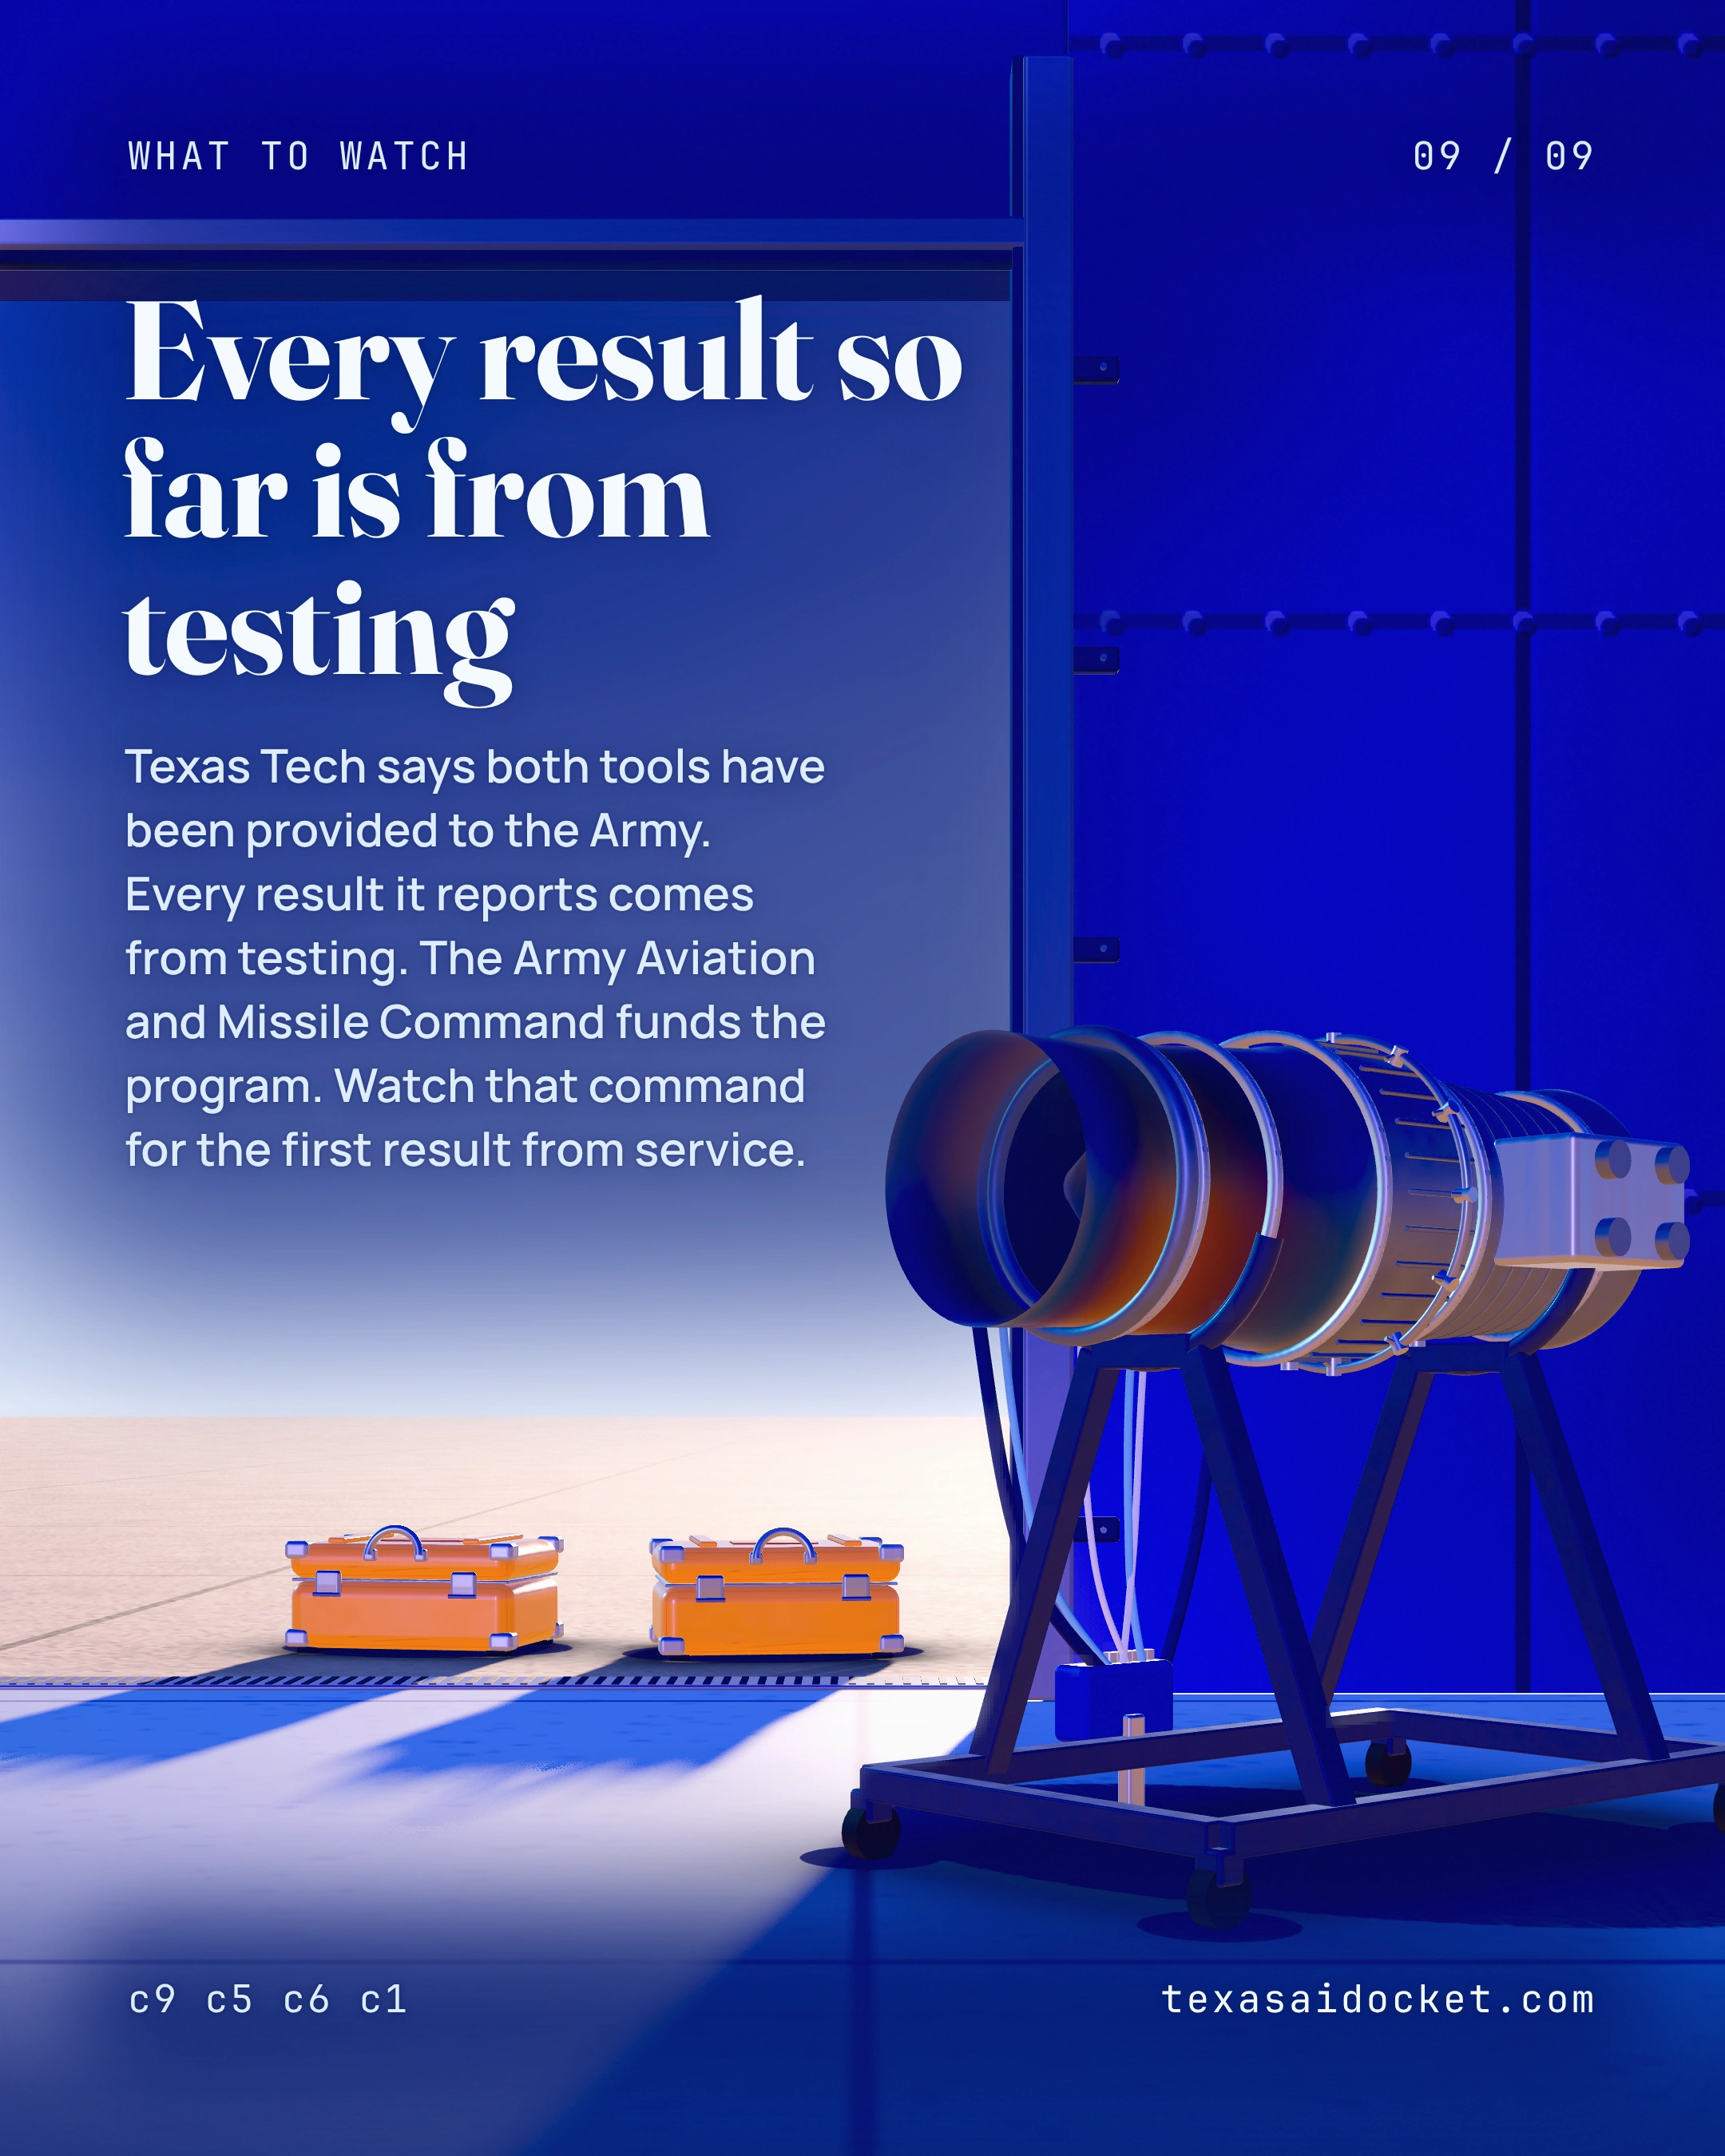 WHAT TO WATCH
09 / 09
Every result so
far is from
testing
Texas Tech says both tools have
been provided to the Army.
Every result it reports comes
from testing. The Army Aviation
and Missile Command funds the
program. Watch that command
for the first result from service.
c9 c5 c6 c1
texasaidocket.com